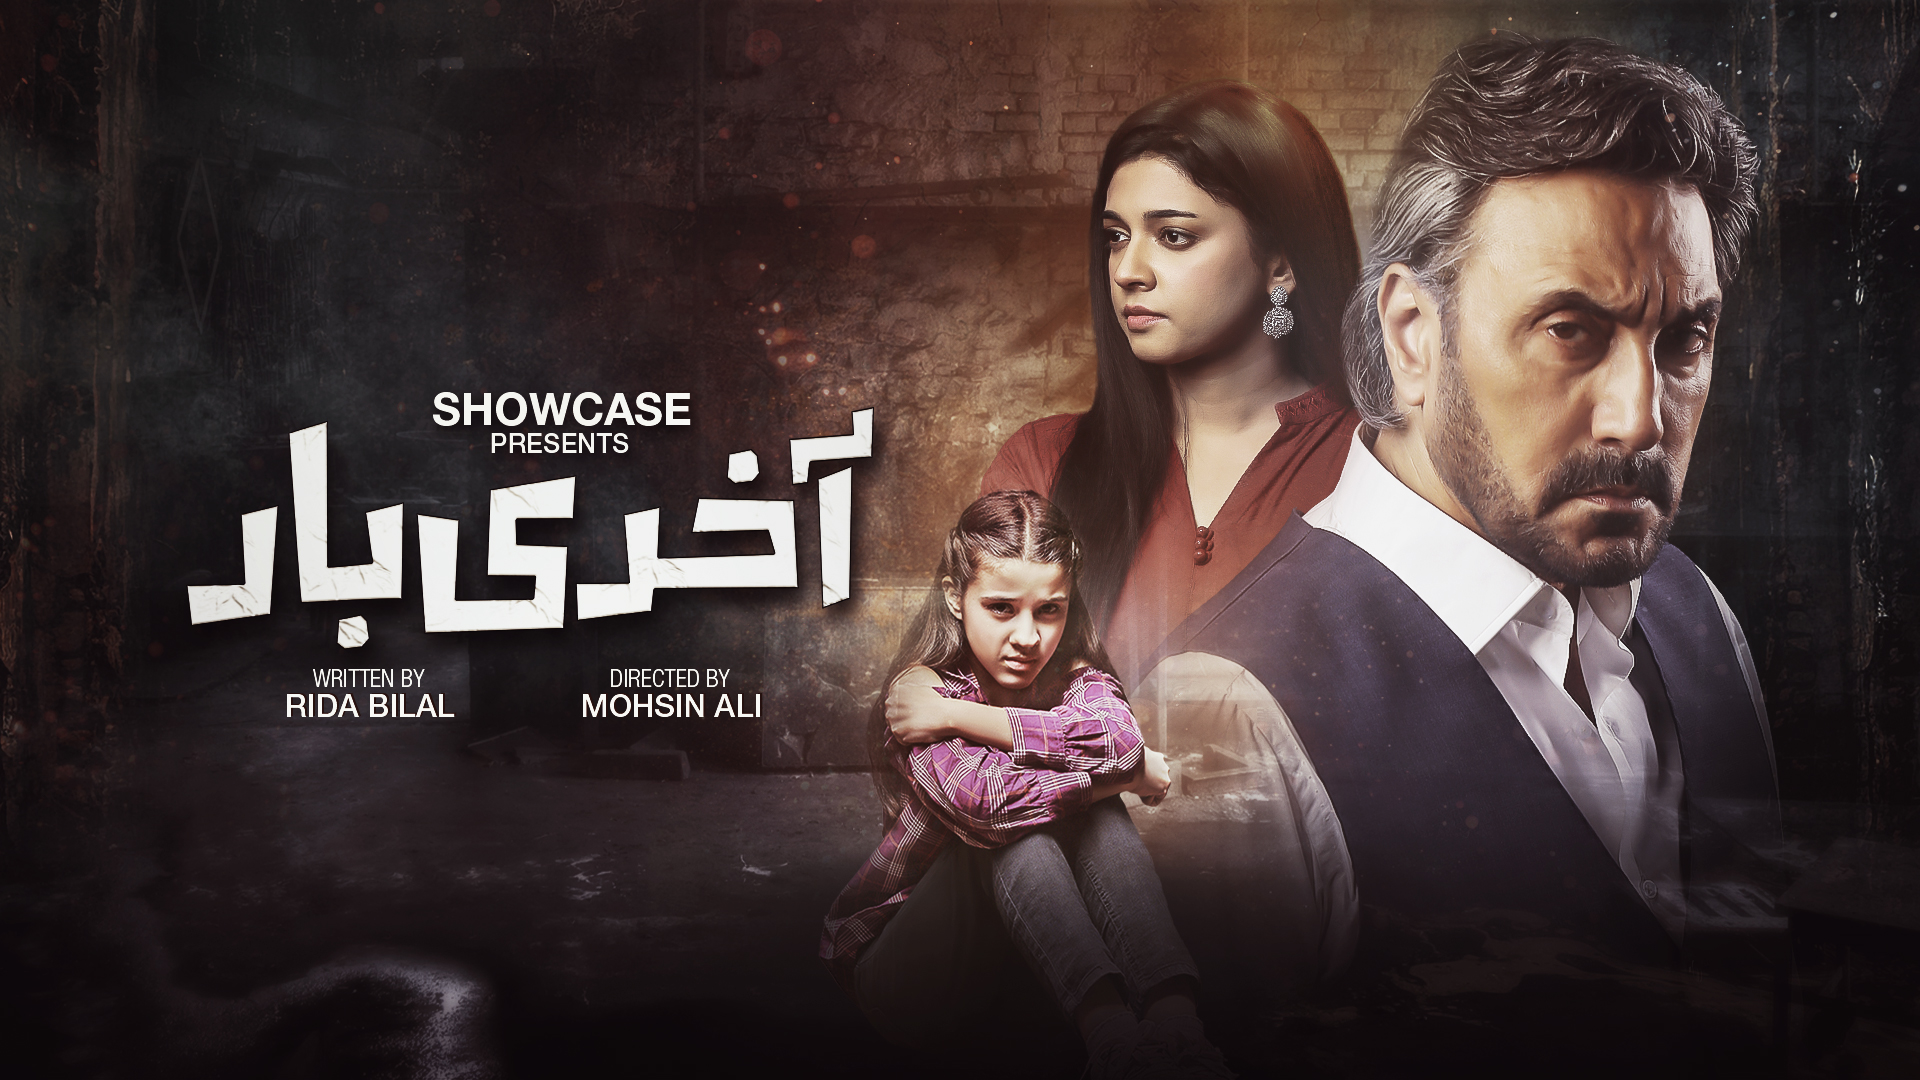 SHOWCASE
PRESENTS
آخری بار
WRITTEN BY
RIDA BILAL
DIRECTED BY
MOHSIN ALI